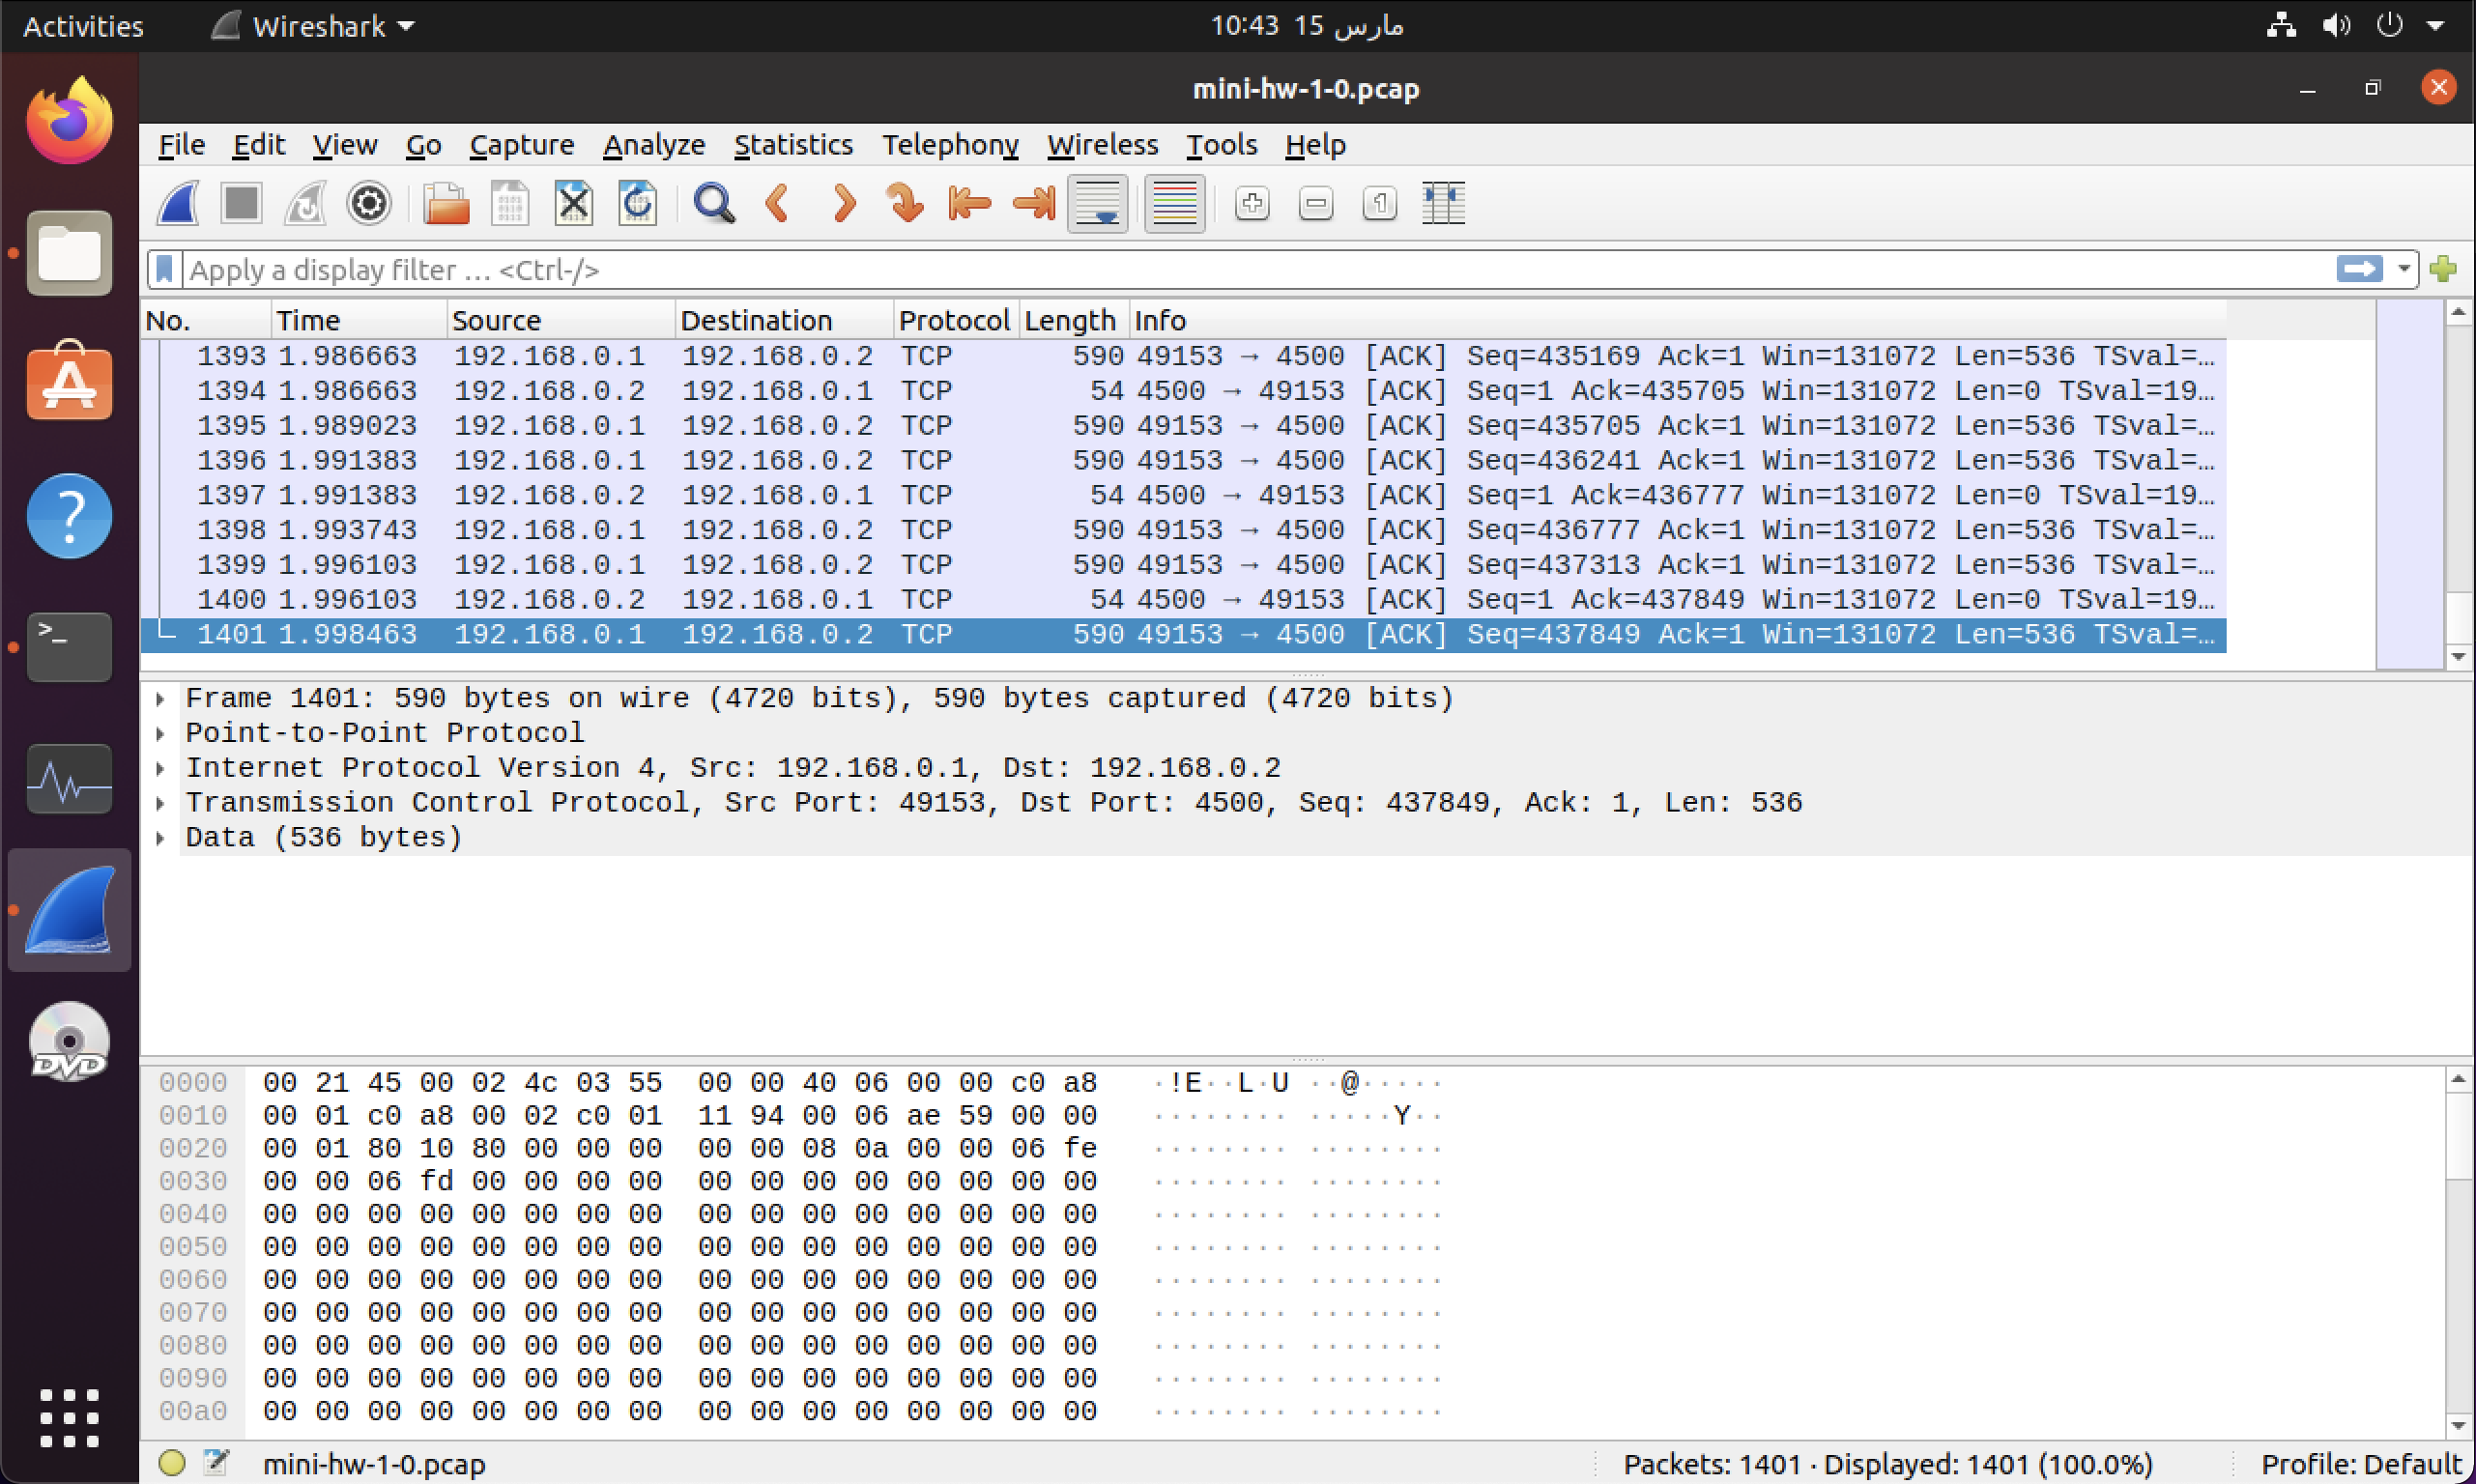 Activities Wireshark 10:43 15 مارس
mini-hw-1-0.pcap
File Edit View Go Capture Analyze Statistics Telephony Wireless Tools Help
Apply a display filter … <Ctrl-/>
No. Time Source Destination Protocol Length Info
1393 1.986663 192.168.0.1 192.168.0.2 TCP 590 49153 → 4500 [ACK] Seq=435169 Ack=1 Win=131072 Len=536 TSval=…
1394 1.986663 192.168.0.2 192.168.0.1 TCP 54 4500 → 49153 [ACK] Seq=1 Ack=435705 Win=131072 Len=0 TSval=19…
1395 1.989023 192.168.0.1 192.168.0.2 TCP 590 49153 → 4500 [ACK] Seq=435705 Ack=1 Win=131072 Len=536 TSval=…
1396 1.991383 192.168.0.1 192.168.0.2 TCP 590 49153 → 4500 [ACK] Seq=436241 Ack=1 Win=131072 Len=536 TSval=…
1397 1.991383 192.168.0.2 192.168.0.1 TCP 54 4500 → 49153 [ACK] Seq=1 Ack=436777 Win=131072 Len=0 TSval=19…
1398 1.993743 192.168.0.1 192.168.0.2 TCP 590 49153 → 4500 [ACK] Seq=436777 Ack=1 Win=131072 Len=536 TSval=…
1399 1.996103 192.168.0.1 192.168.0.2 TCP 590 49153 → 4500 [ACK] Seq=437313 Ack=1 Win=131072 Len=536 TSval=…
1400 1.996103 192.168.0.2 192.168.0.1 TCP 54 4500 → 49153 [ACK] Seq=1 Ack=437849 Win=131072 Len=0 TSval=19…
1401 1.998463 192.168.0.1 192.168.0.2 TCP 590 49153 → 4500 [ACK] Seq=437849 Ack=1 Win=131072 Len=536 TSval=…
Frame 1401: 590 bytes on wire (4720 bits), 590 bytes captured (4720 bits)
Point-to-Point Protocol
Internet Protocol Version 4, Src: 192.168.0.1, Dst: 192.168.0.2
Transmission Control Protocol, Src Port: 49153, Dst Port: 4500, Seq: 437849, Ack: 1, Len: 536
Data (536 bytes)
0000 00 21 45 00 02 4c 03 55 00 00 40 06 00 00 c0 a8 ·!E··L·U ··@·····
0010 00 01 c0 a8 00 02 c0 01 11 94 00 06 ae 59 00 00 ········ ·····Y··
0020 00 01 80 10 80 00 00 00 00 00 08 0a 00 00 06 fe ········ ········
0030 00 00 06 fd 00 00 00 00 00 00 00 00 00 00 00 00 ········ ········
0040 00 00 00 00 00 00 00 00 00 00 00 00 00 00 00 00 ········ ········
0050 00 00 00 00 00 00 00 00 00 00 00 00 00 00 00 00 ········ ········
0060 00 00 00 00 00 00 00 00 00 00 00 00 00 00 00 00 ········ ········
0070 00 00 00 00 00 00 00 00 00 00 00 00 00 00 00 00 ········ ········
0080 00 00 00 00 00 00 00 00 00 00 00 00 00 00 00 00 ········ ········
0090 00 00 00 00 00 00 00 00 00 00 00 00 00 00 00 00 ········ ········
00a0 00 00 00 00 00 00 00 00 00 00 00 00 00 00 00 00 ········ ········
DVD
mini-hw-1-0.pcap Packets: 1401 · Displayed: 1401 (100.0%) Profile: Default